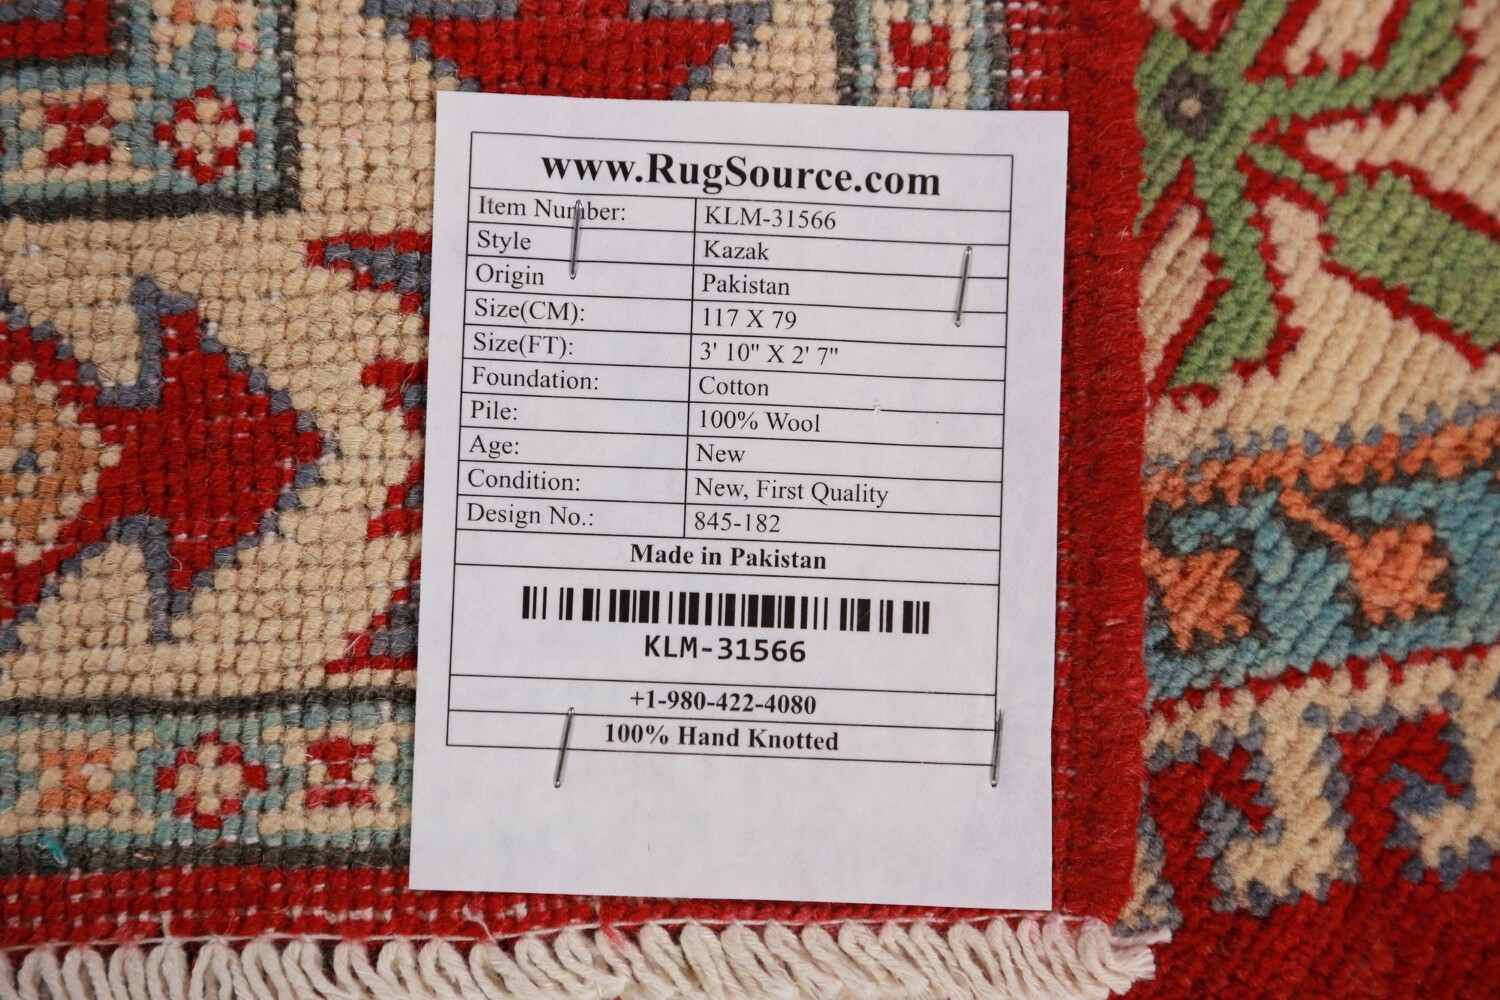 www.RugSource.com
Item Number: KLM-31566
Style Kazak
Origin Pakistan
Size(CM): 117 X 79
Size(FT): 3' 10" X 2' 7"
Foundation: Cotton
Pile: 100% Wool
Age: New
Condition: New, First Quality
Design No.: 845-182
Made in Pakistan
KLM-31566
+1-980-422-4080
100% Hand Knotted